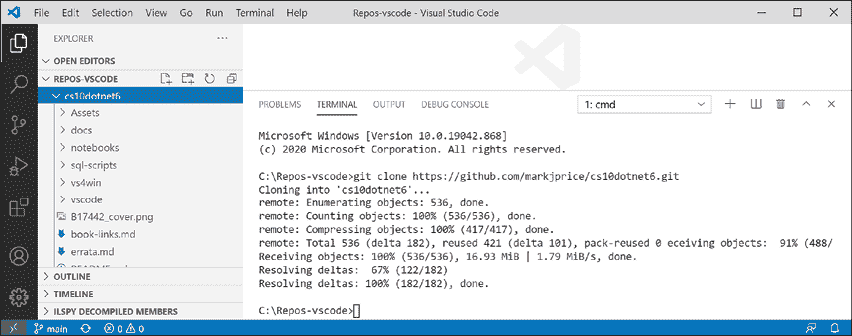 File Edit Selection View Go Run Terminal Help Repos-vscode - Visual Studio Code
EXPLORER
OPEN EDITORS
REPOS-VSCODE
cs10dotnet6
Assets
docs
notebooks
sql-scripts
vs4win
vscode
B17442_cover.png
book-links.md
errata.md
README.md
OUTLINE
TIMELINE
ILSPY DECOMPILED MEMBERS
PROBLEMS TERMINAL OUTPUT DEBUG CONSOLE 1: cmd
Microsoft Windows [Version 10.0.19042.868]
(c) 2020 Microsoft Corporation. All rights reserved.
C:\Repos-vscode>git clone https://github.com/markjprice/cs10dotnet6.git
Cloning into 'cs10dotnet6'...
remote: Enumerating objects: 536, done.
remote: Counting objects: 100% (536/536), done.
remote: Compressing objects: 100% (417/417), done.
remote: Total 536 (delta 182), reused 421 (delta 101), pack-reused 0 eceiving objects:  91% (488/
Receiving objects: 100% (536/536), 16.93 MiB | 1.79 MiB/s, done.
Resolving deltas:  67% (122/182)
Resolving deltas: 100% (182/182), done.
C:\Repos-vscode>
main 0 0